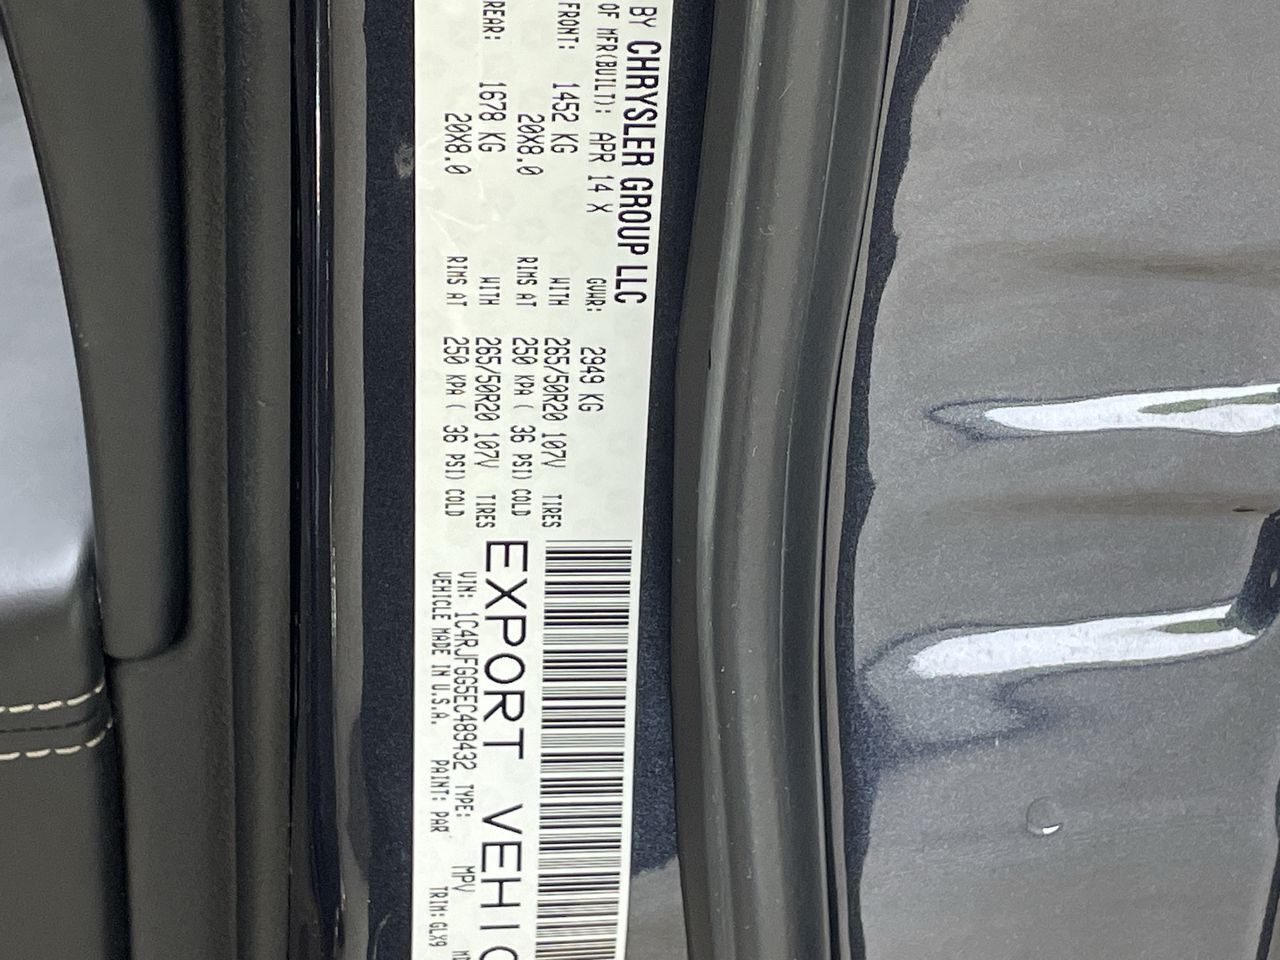 BY CHRYSLER GROUP LLC
OF MFR(BUILT): APR 14 X GVWR: 2949 KG
FRONT: 1452 KG WITH 265/50R20 107V TIRES
20X8.0 RIMS AT 250 KPA ( 36 PSI) COLD
REAR: 1678 KG WITH 265/50R20 107V TIRES
20X8.0 RIMS AT 250 KPA ( 36 PSI) COLD
EXPORT VEHIC
VIN: 1C4RJFGG5EC489432 TYPE: MPV
VEHICLE MADE IN U.S.A. PAINT: PAR TRIM: GLX9